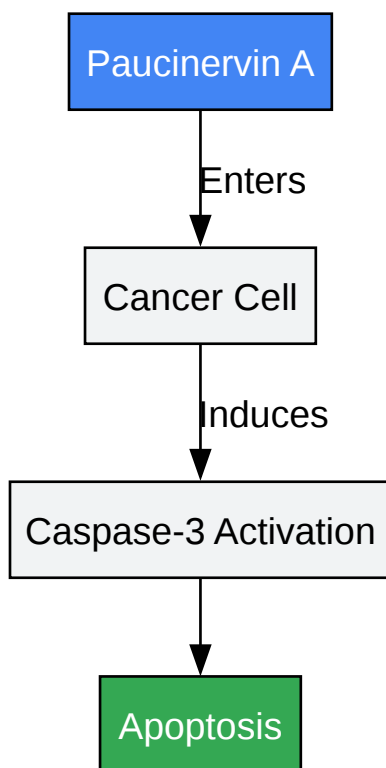 Paucinervin A
Enters
Cancer Cell
Induces
Caspase-3 Activation
Apoptosis